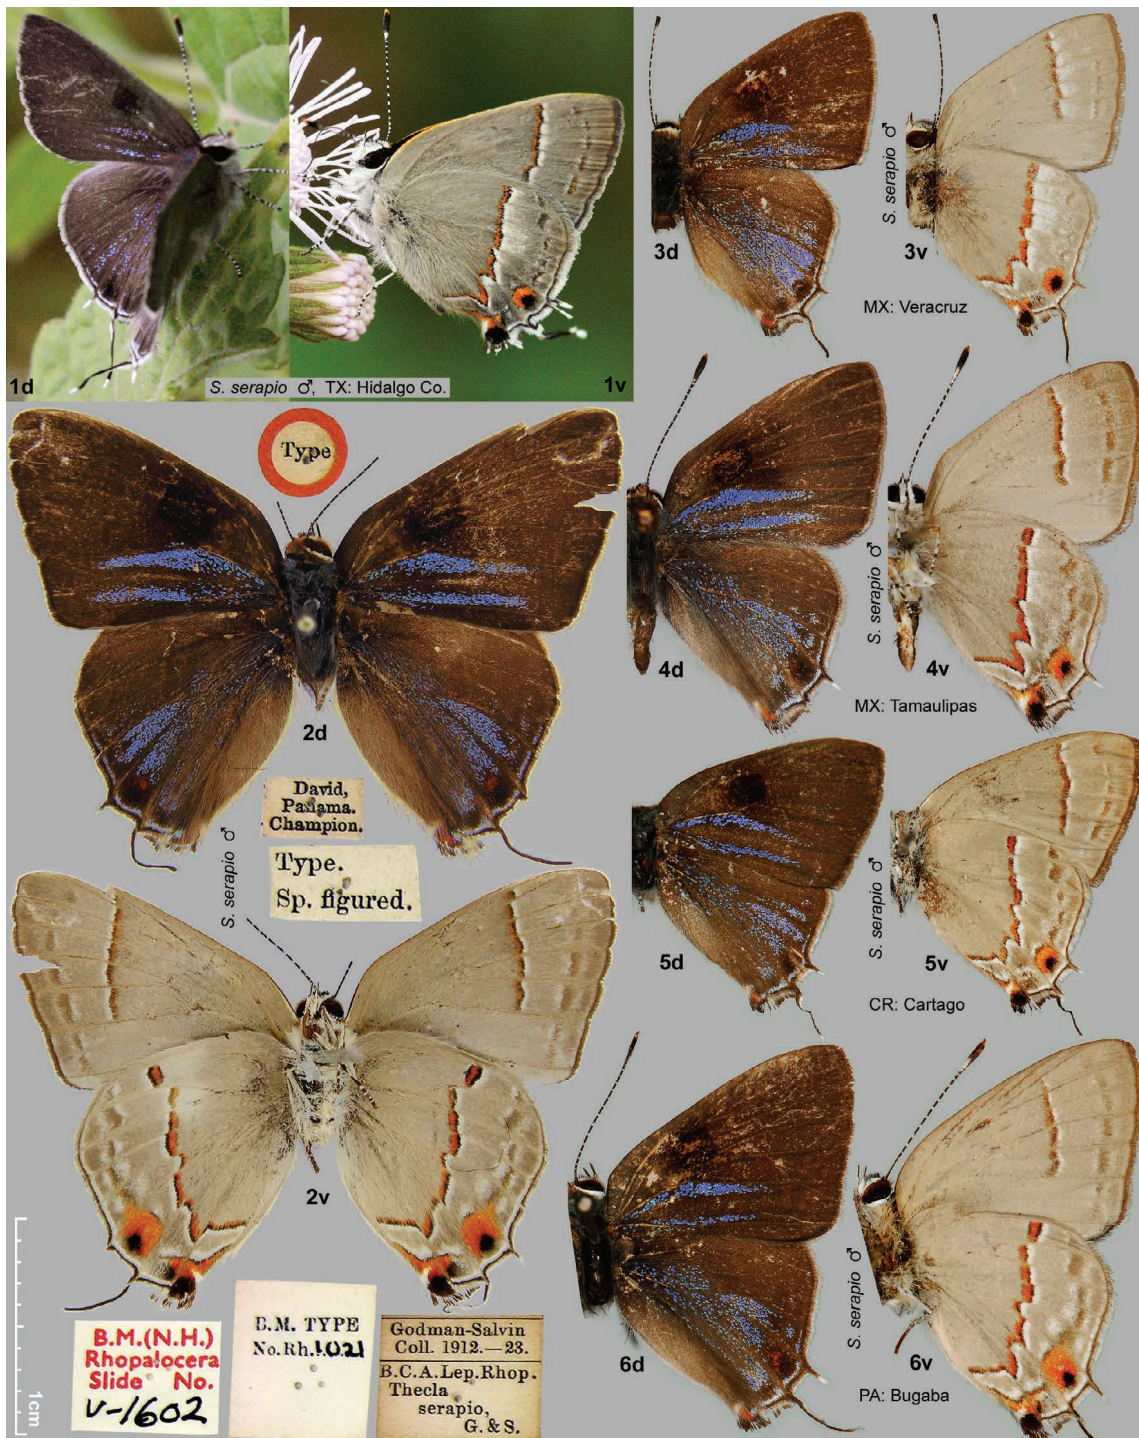 1d
S. serapio ♂, TX: Hidalgo Co.
1v
3d
S. serapio ♂
3v
MX: Veracruz
Type
2d
4d
S. serapio ♂
4v
MX: Tamaulipas
David,
Panama.
Champion.
Type.
Sp. figured.
S. serapio ♂
5d
S. serapio ♂
5v
CR: Cartago
2v
6d
S. serapio ♂
6v
PA: Bugaba
1cm
B.M.(N.H.)
Rhopalocera
Slide No.
V-1602
B.M. TYPE
No.Rh.1021
Godman-Salvin
Coll. 1912.—23.
B.C.A.Lep.Rhop.
Thecla
serapio,
G. & S.